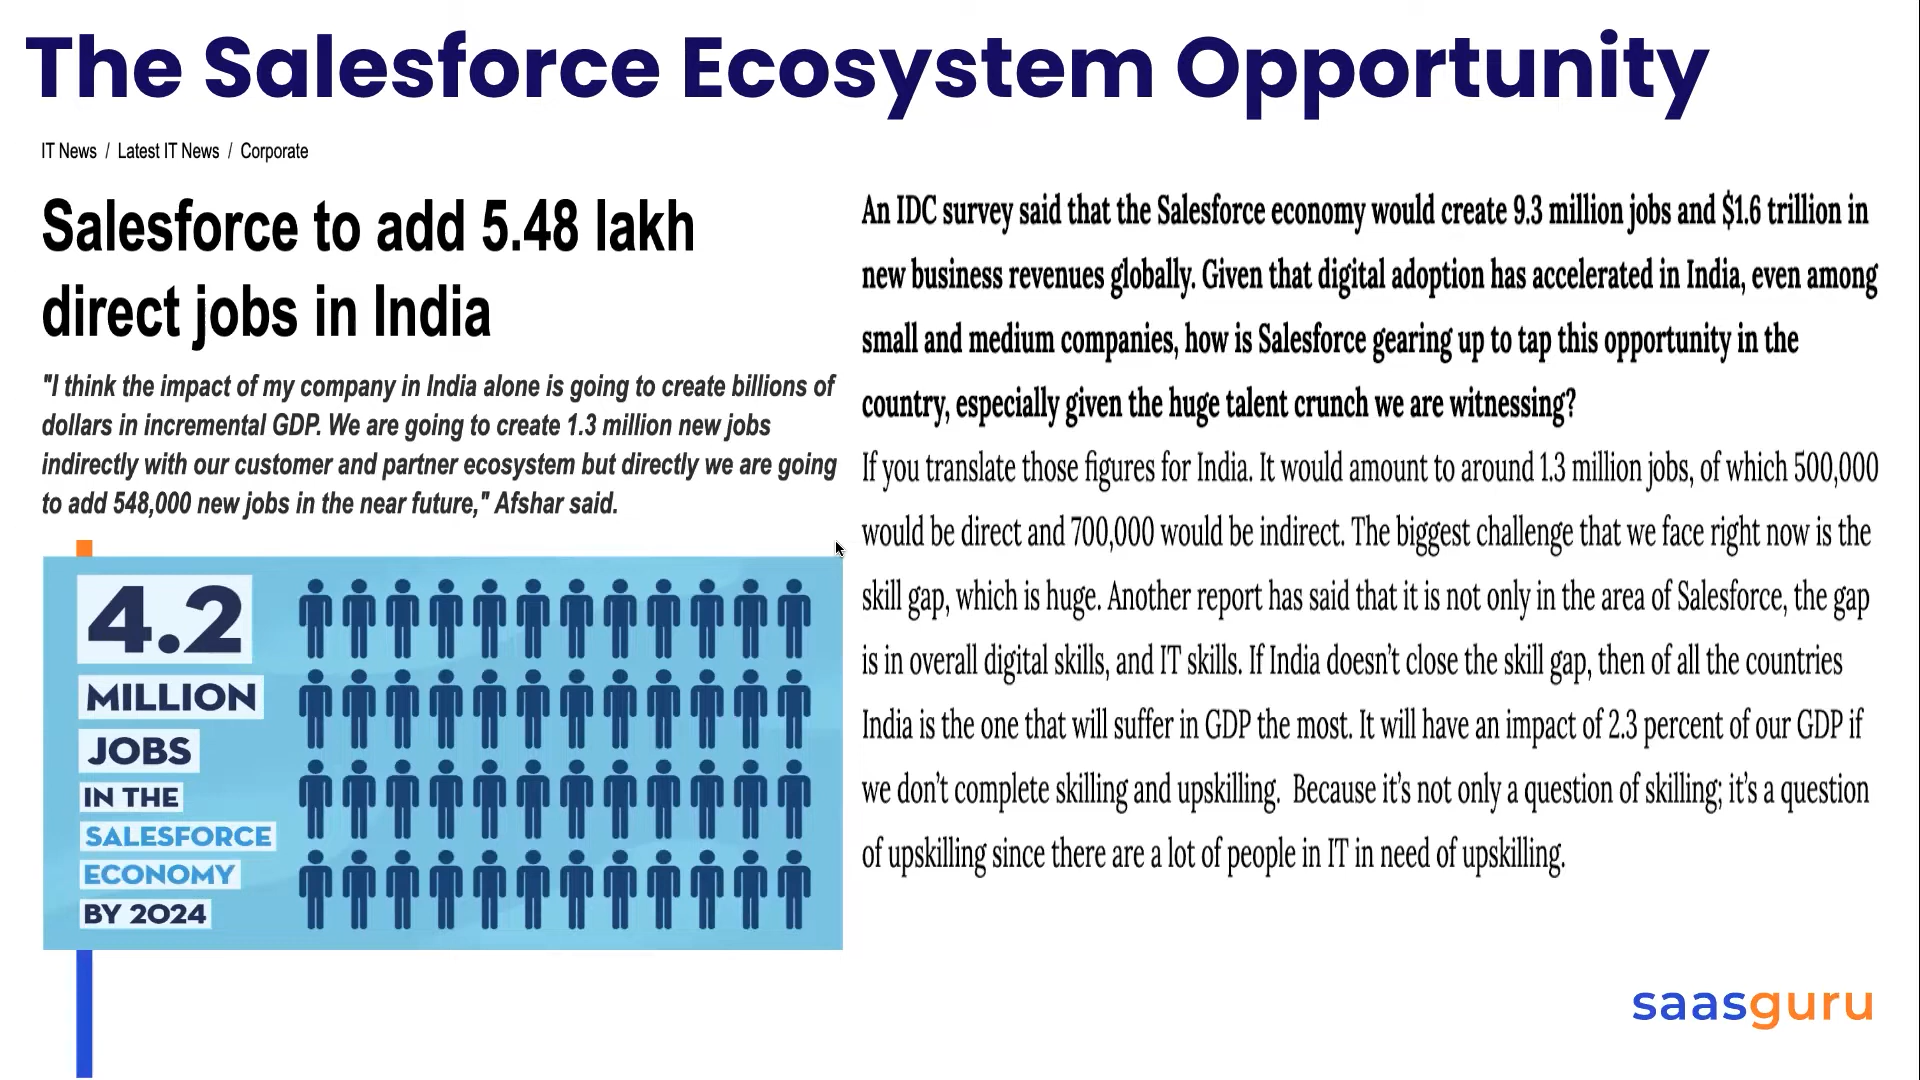 The Salesforce Ecosystem Opportunity
IT News / Latest IT News / Corporate
Salesforce to add 5.48 lakh
direct jobs in India
"I think the impact of my company in India alone is going to create billions of
dollars in incremental GDP. We are going to create 1.3 million new jobs
indirectly with our customer and partner ecosystem but directly we are going
to add 548,000 new jobs in the near future," Afshar said.
4.2
MILLION
JOBS
IN THE
SALESFORCE
ECONOMY
BY 2024
An IDC survey said that the Salesforce economy would create 9.3 million jobs and $1.6 trillion in
new business revenues globally. Given that digital adoption has accelerated in India, even among
small and medium companies, how is Salesforce gearing up to tap this opportunity in the
country, especially given the huge talent crunch we are witnessing?
If you translate those figures for India. It would amount to around 1.3 million jobs, of which 500,000
would be direct and 700,000 would be indirect. The biggest challenge that we face right now is the
skill gap, which is huge. Another report has said that it is not only in the area of Salesforce, the gap
is in overall digital skills, and IT skills. If India doesn't close the skill gap, then of all the countries
India is the one that will suffer in GDP the most. It will have an impact of 2.3 percent of our GDP if
we don't complete skilling and upskilling. Because it's not only a question of skilling; it's a question
of upskilling since there are a lot of people in IT in need of upskilling.
saasguru